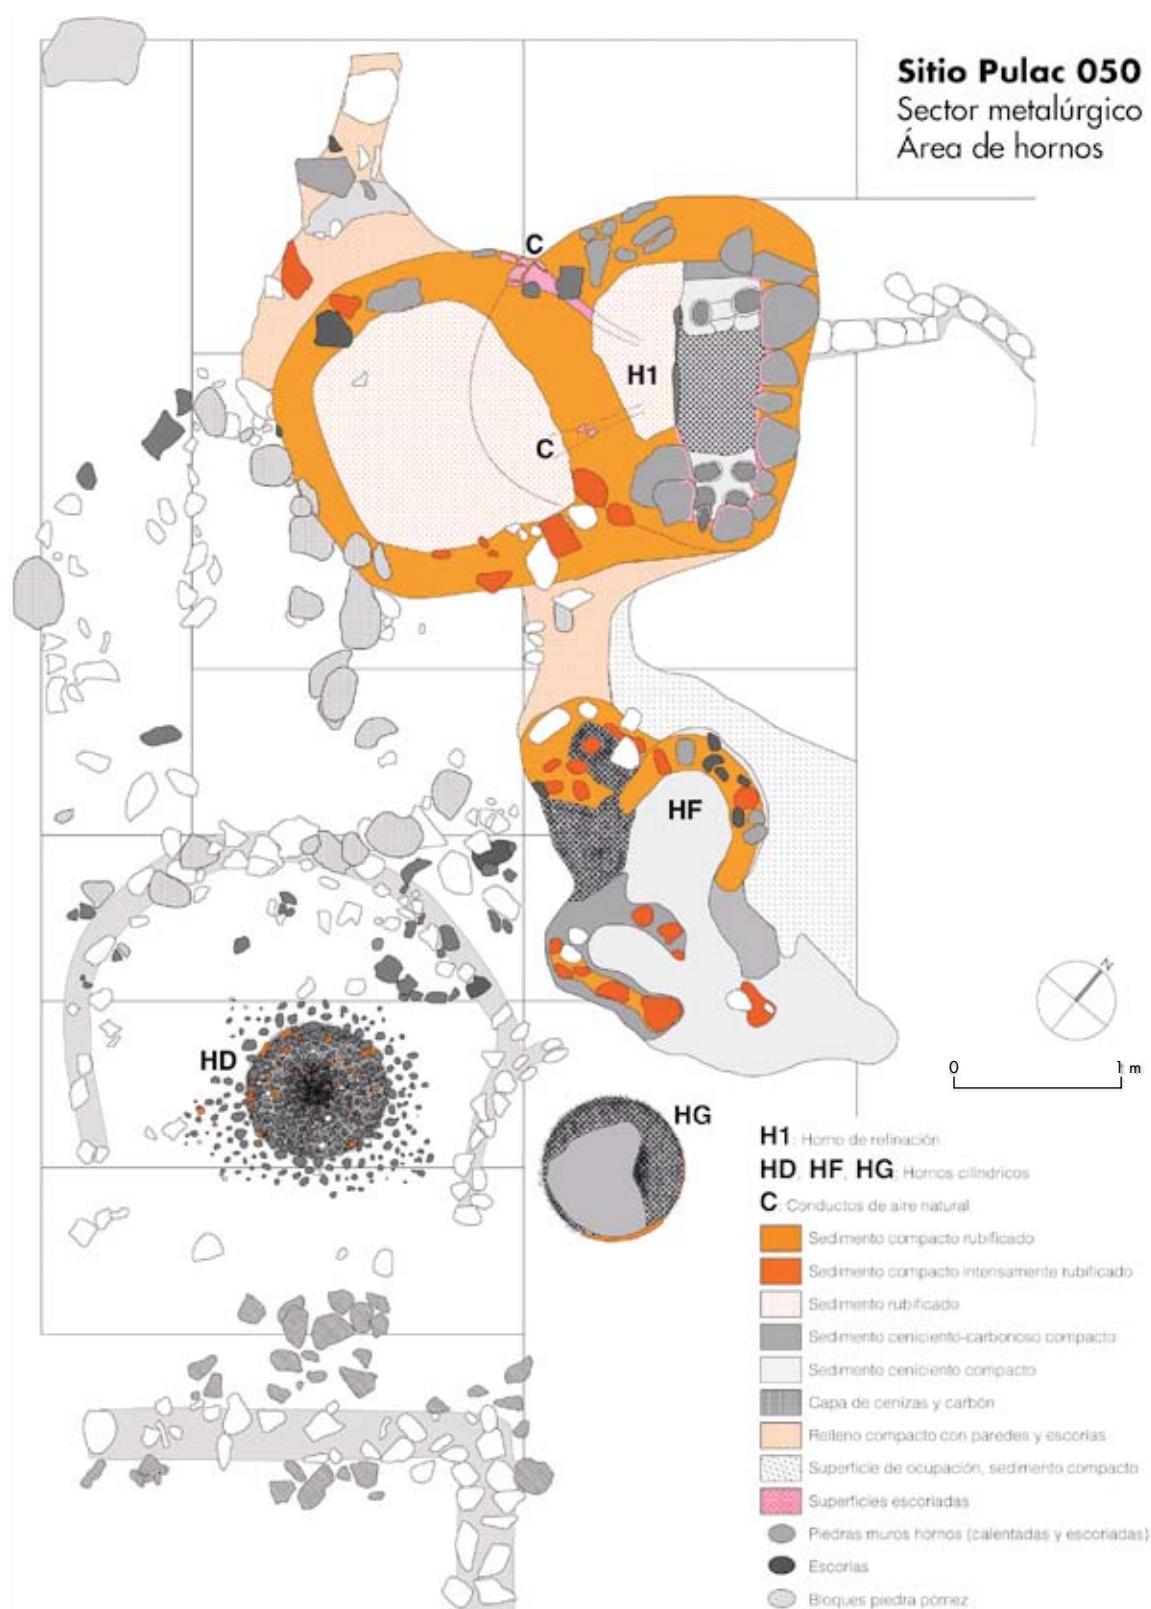 Sitio Pulac 050
Sector metalúrgico
Área de hornos
C
H1
C
HF
N
HD
0 1 m
HG
H1: Horno de refinación
HD, HF, HG: Hornos cilíndricos
C: Conductos de aire natural
Sedimento compacto rubificado
Sedimento compacto intensamente rubificado
Sedimento rubificado
Sedimento ceniciento-carbonoso compacto
Sedimento ceniciento compacto
Capa de cenizas y carbón
Relleno compacto con paredes y escorias
Superficie de ocupación, sedimento compacto
Superficies escoriadas
Piedras muros hornos (calentadas y escoriadas)
Escorias
Bloques piedra pómez